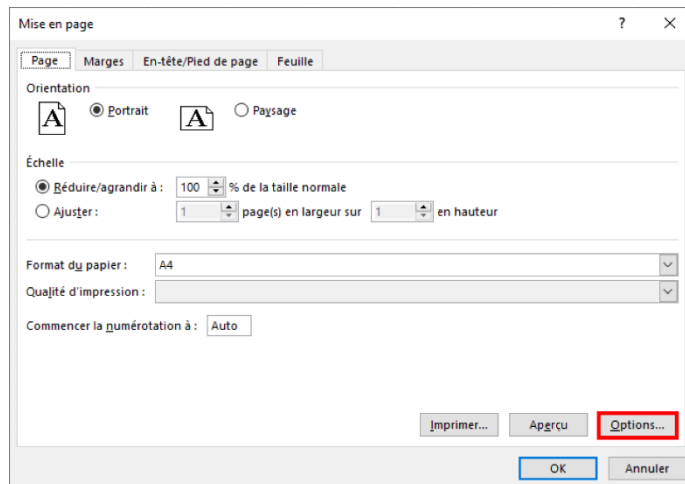 Mise en page ?
Page Marges En-tête/Pied de page Feuille
Orientation
A Portrait A Paysage
Échelle
Réduire/agrandir à : 100 % de la taille normale
Ajuster : 1 page(s) en largeur sur 1 en hauteur
Format du papier : A4
Qualité d'impression :
Commencer la numérotation à : Auto
Imprimer... Aperçu Options...
OK Annuler